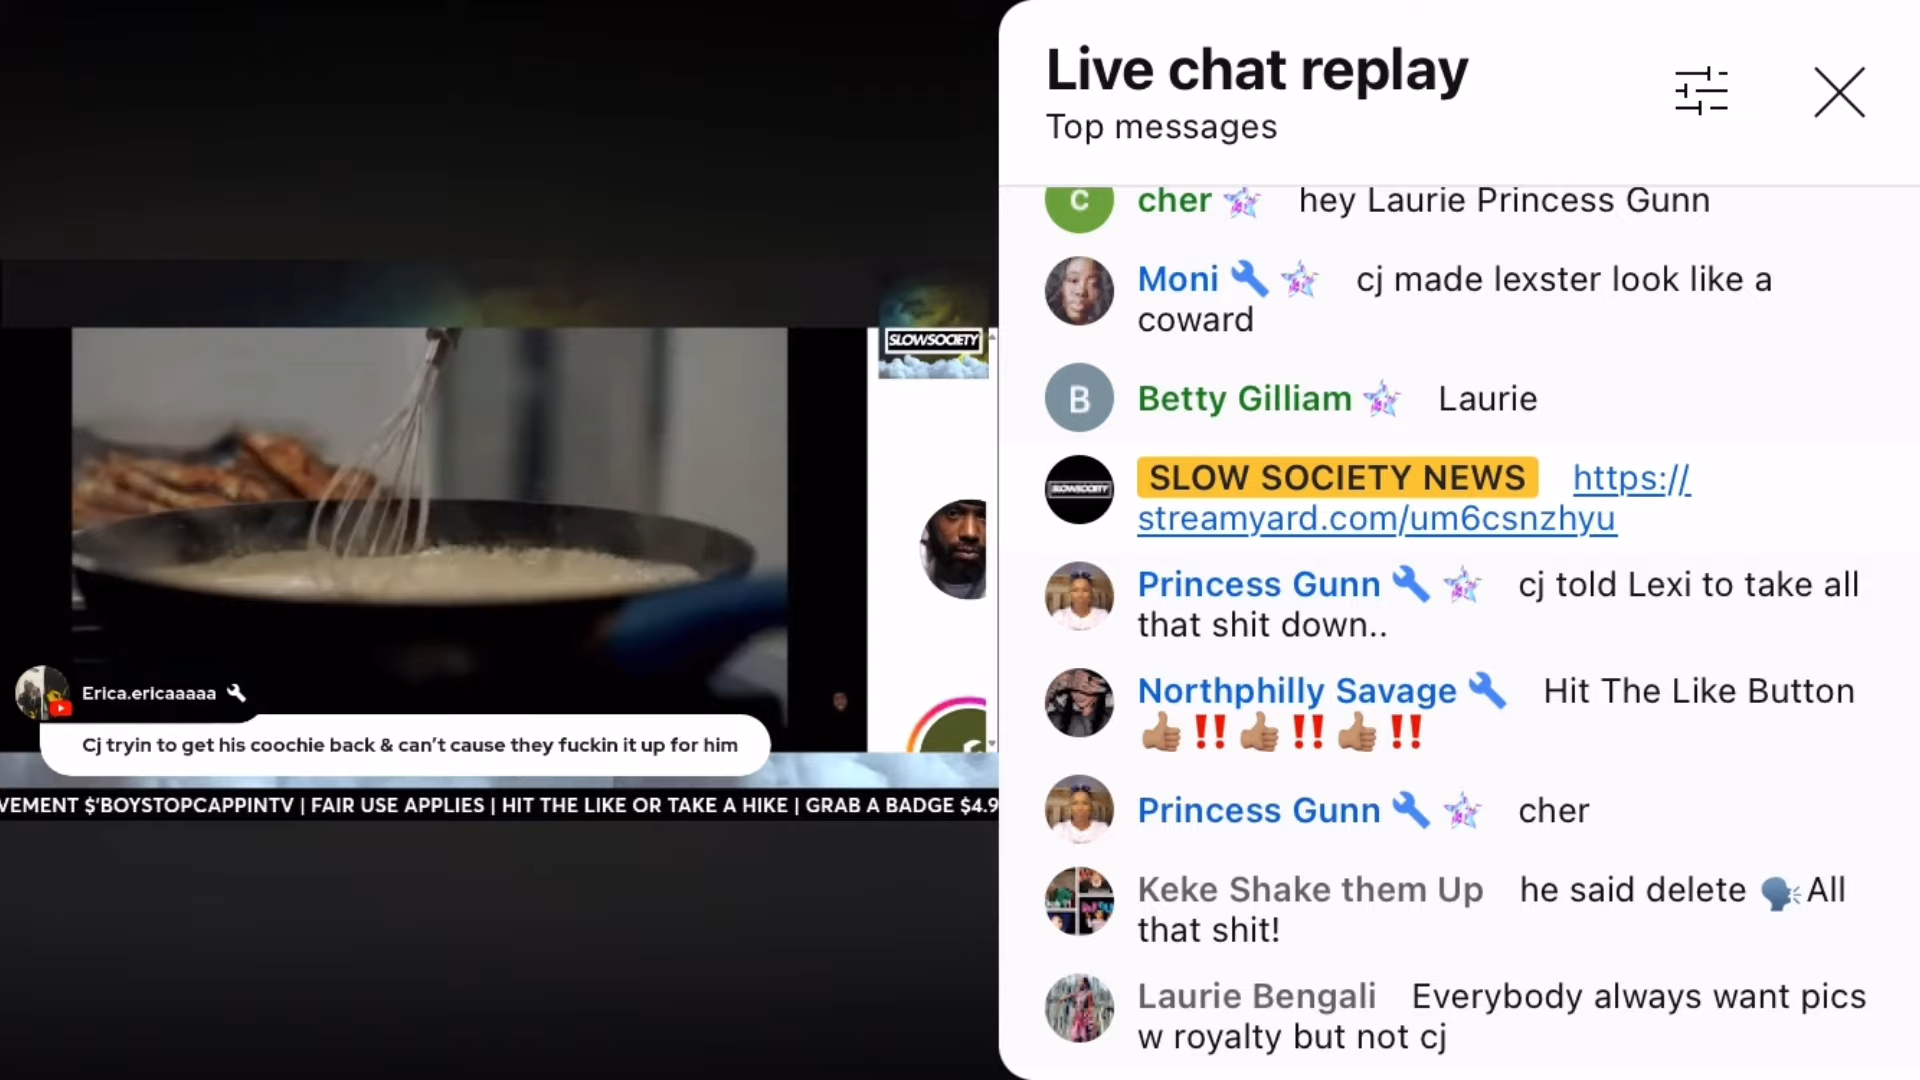 SLOWSOCIETY
Erica.ericaaaaa
Cj tryin to get his coochie back & can't cause they fuckin it up for him
VEMENT $'BOYSTOPCAPPINTV | FAIR USE APPLIES | HIT THE LIKE OR TAKE A HIKE | GRAB A BADGE $4.9
Live chat replay
Top messages
C
cher hey Laurie Princess Gunn
Moni cj made lexster look like a
coward
B
Betty Gilliam Laurie
SLOWSOCIETY
SLOW SOCIETY NEWS https://
streamyard.com/um6csnzhyu
Princess Gunn cj told Lexi to take all
that shit down..
Northphilly Savage Hit The Like Button
👍🏽‼️👍🏽‼️👍🏽‼️
Princess Gunn cher
Keke Shake them Up he said delete 🗣️All
that shit!
Laurie Bengali Everybody always want pics
w royalty but not cj